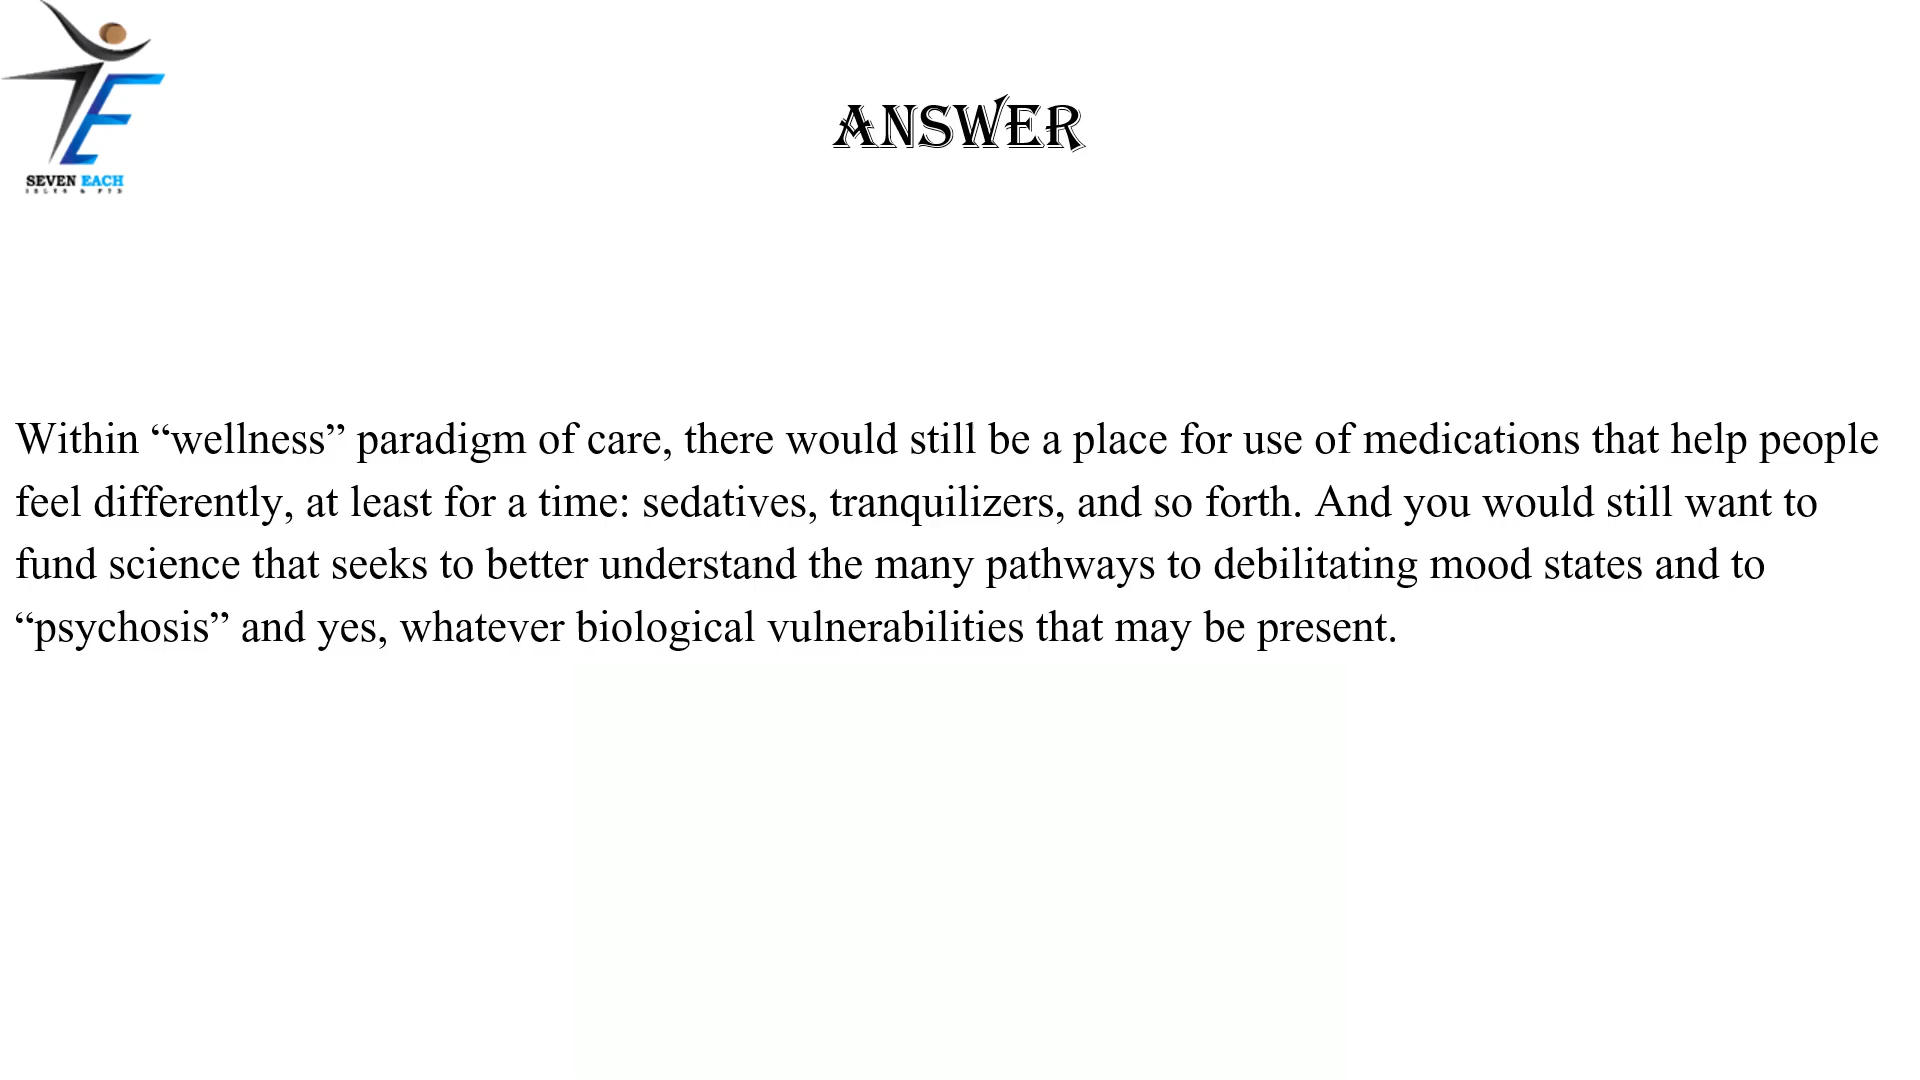 SEVEN EACH
ANSWER
Within “wellness” paradigm of care, there would still be a place for use of medications that help people
feel differently, at least for a time: sedatives, tranquilizers, and so forth. And you would still want to
fund science that seeks to better understand the many pathways to debilitating mood states and to
“psychosis” and yes, whatever biological vulnerabilities that may be present.